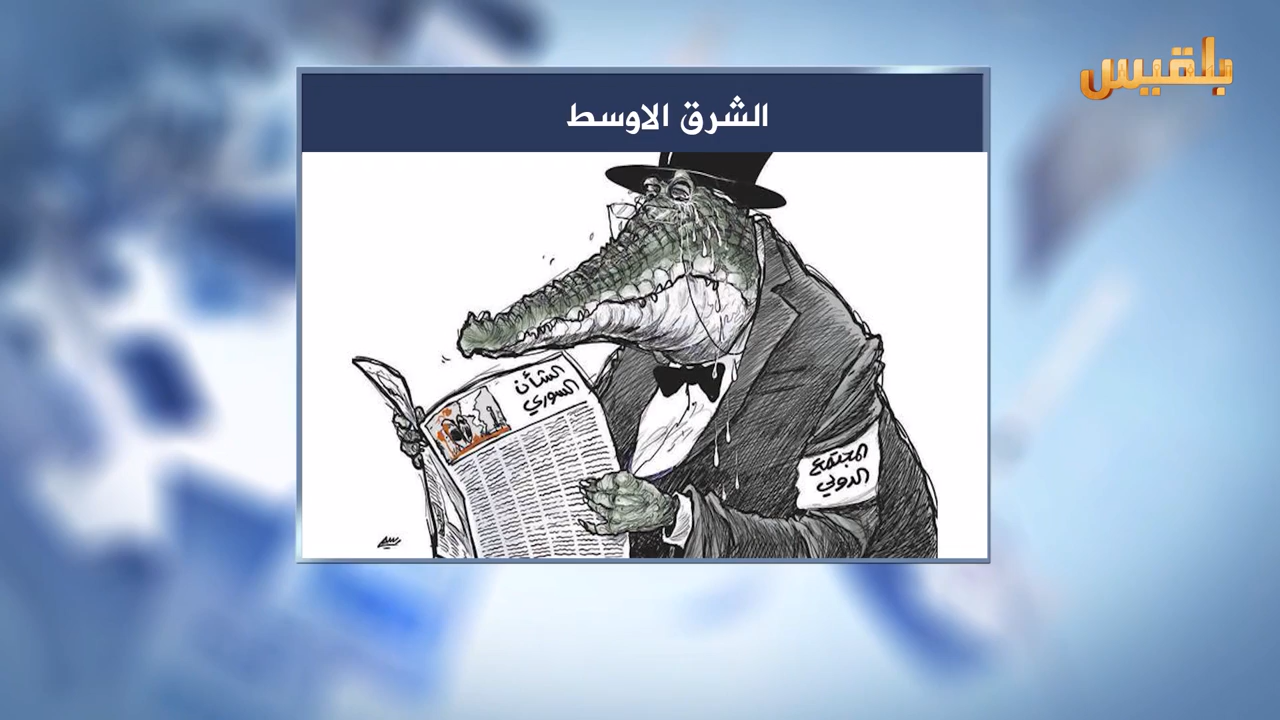 بلقيس
الشرق الاوسط
الشأن
السوري
المجتمع
الدولي